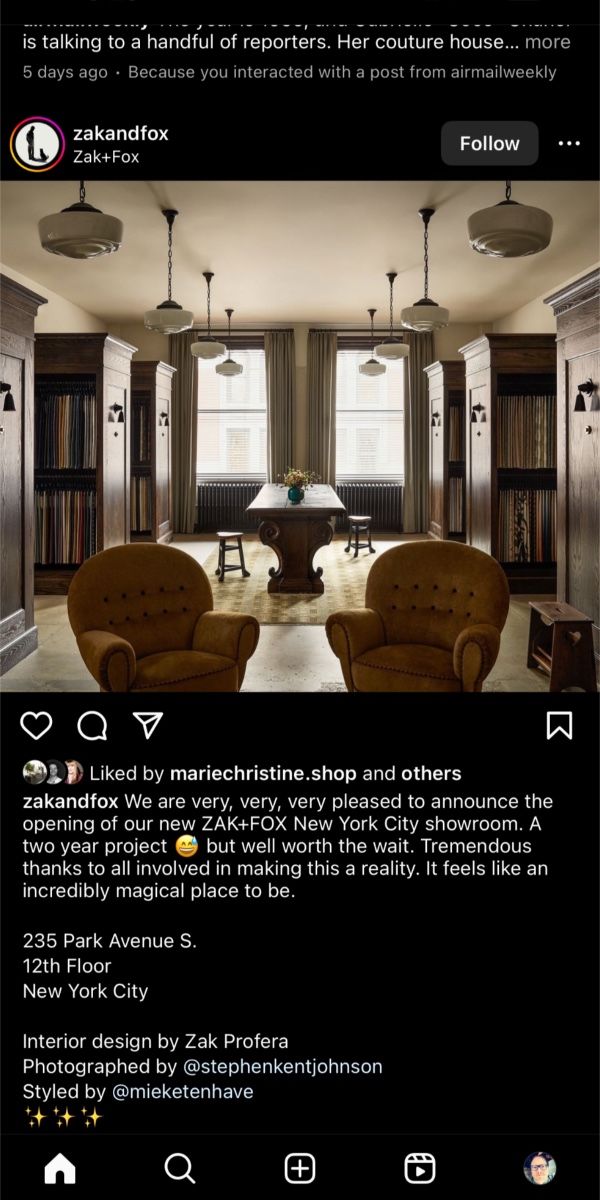 is talking to a handful of reporters. Her couture house... more
5 days ago · Because you interacted with a post from airmailweekly
zakandfox
Zak+Fox
Follow
Liked by mariechristine.shop and others
zakandfox We are very, very, very pleased to announce the
opening of our new ZAK+FOX New York City showroom. A
two year project 😅 but well worth the wait. Tremendous
thanks to all involved in making this a reality. It feels like an
incredibly magical place to be.
235 Park Avenue S.
12th Floor
New York City
Interior design by Zak Profera
Photographed by @stephenkentjohnson
Styled by @mieketenhave
✨✨✨